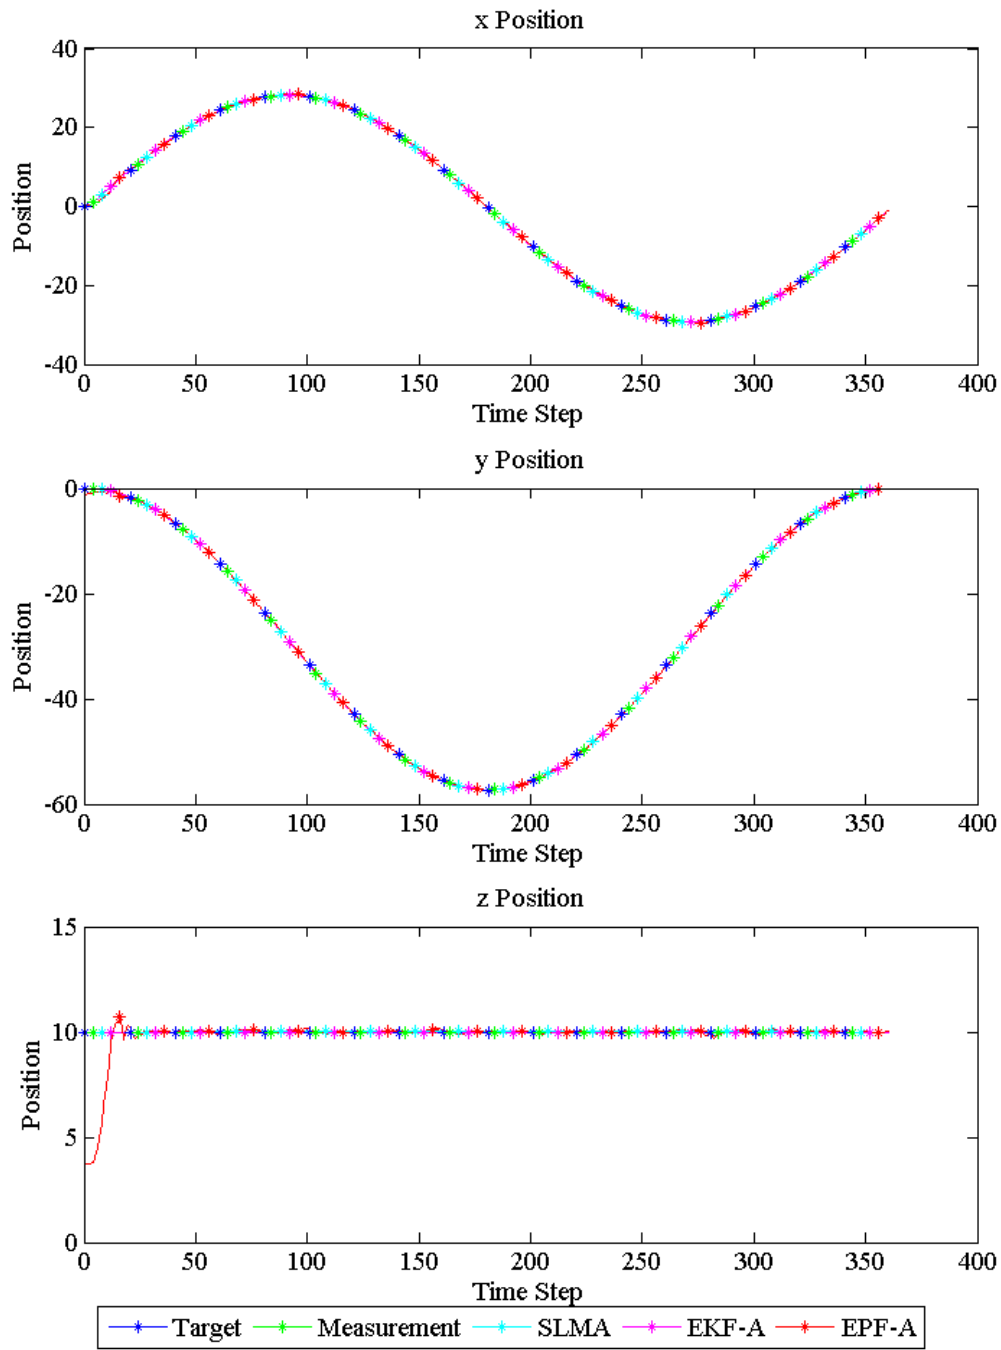 x Position
40
20
0
-20
-40
Position
0 50 100 150 200 250 300 350 400
Time Step
y Position
0
-20
-40
-60
Position
0 50 100 150 200 250 300 350 400
Time Step
z Position
15
10
5
0
Position
0 50 100 150 200 250 300 350 400
Time Step
Target Measurement SLMA EKF-A EPF-A